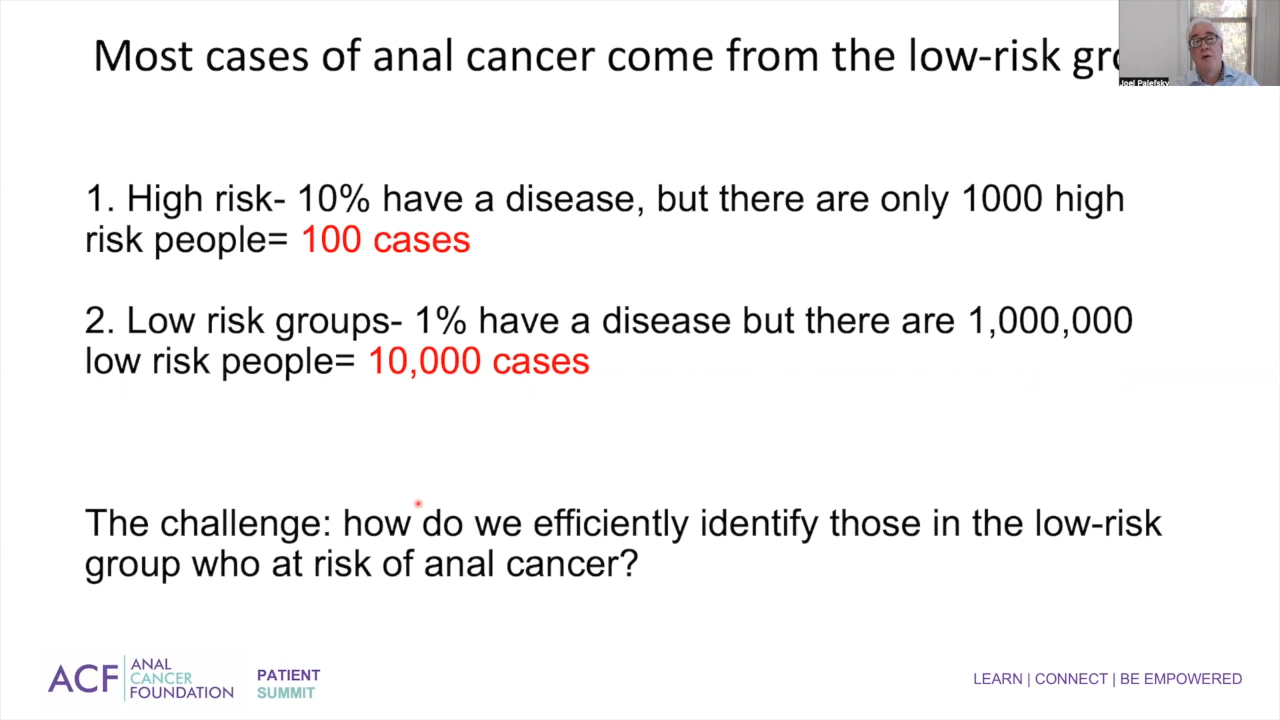 Most cases of anal cancer come from the low-risk
Joel Palefsky
1. High risk- 10% have a disease, but there are only 1000 high
risk people= 100 cases
2. Low risk groups- 1% have a disease but there are 1,000,000
low risk people= 10,000 cases
The challenge: how do we efficiently identify those in the low-risk
group who at risk of anal cancer?
ACF
ANAL
CANCER
FOUNDATION
PATIENT
SUMMIT
LEARN | CONNECT | BE EMPOWERED